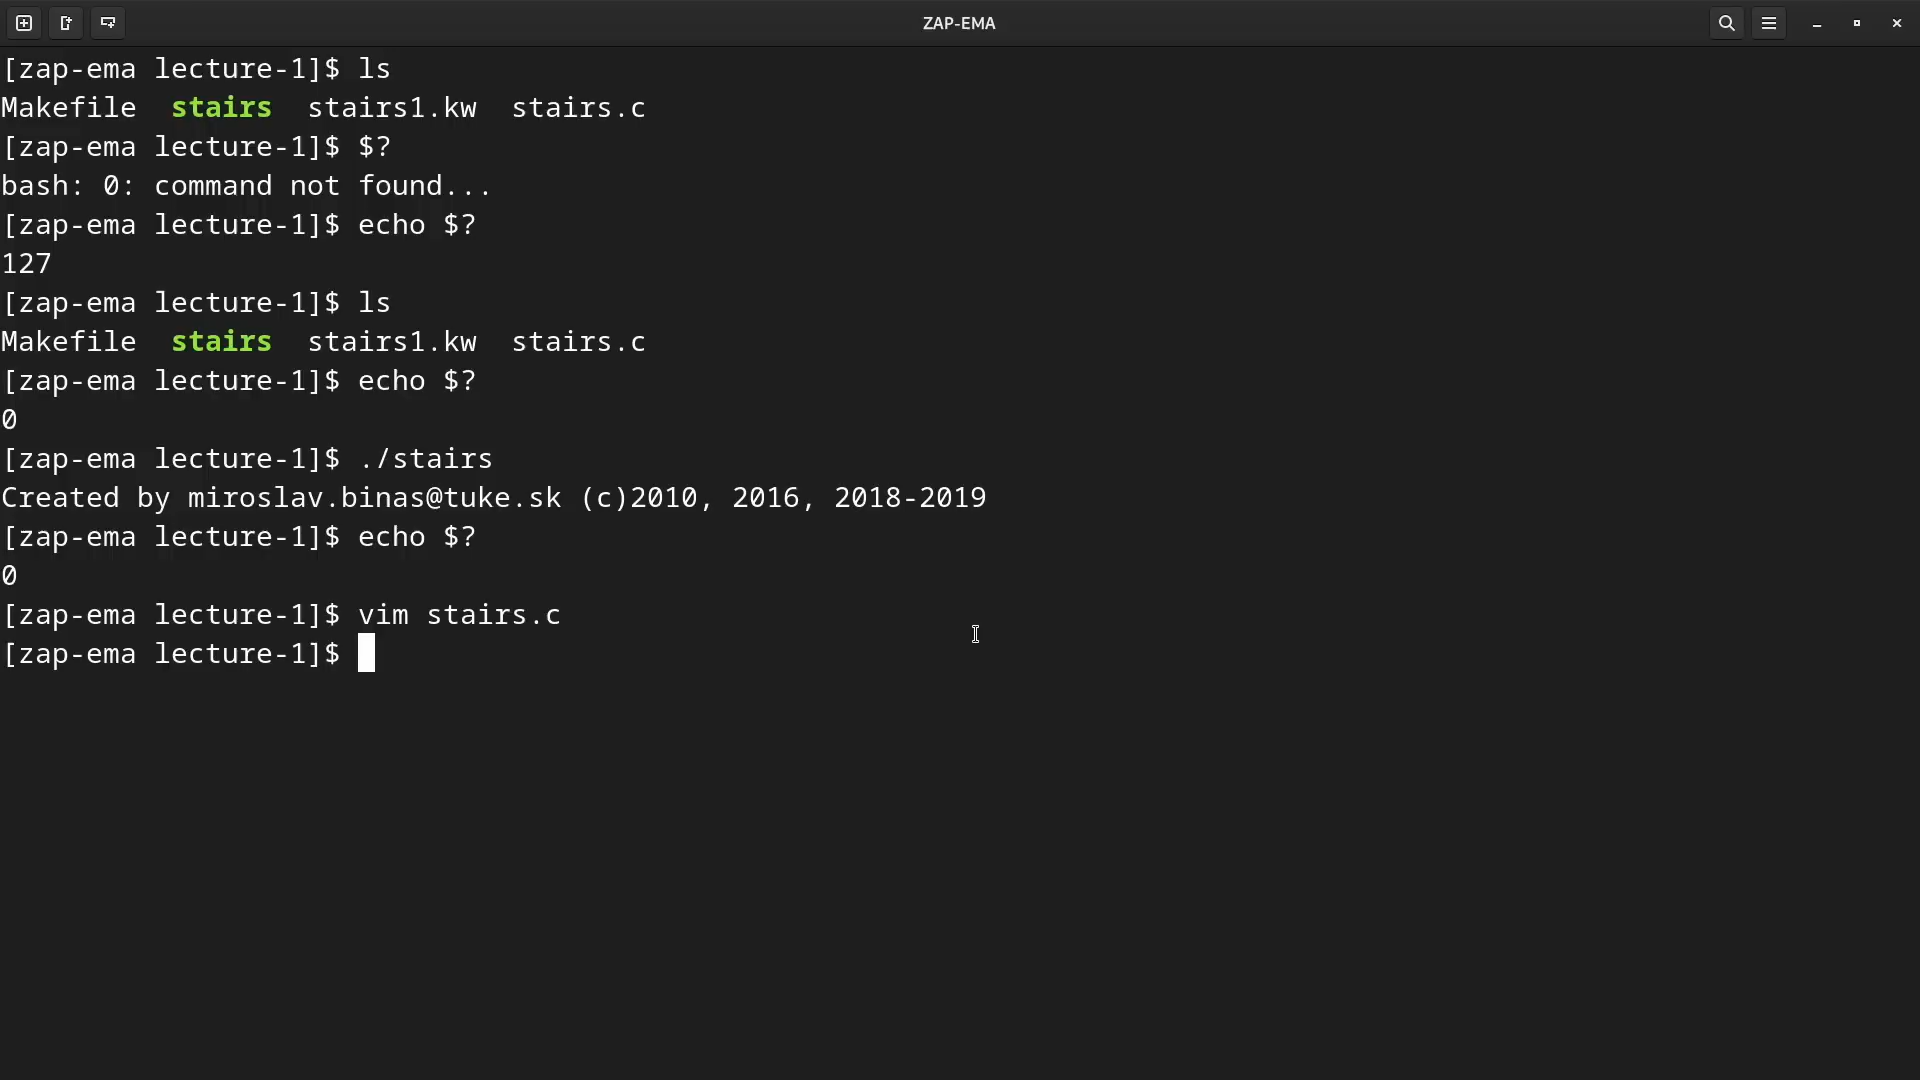 ZAP-EMA
[zap-ema lecture-1]$ ls
Makefile  stairs  stairs1.kw  stairs.c
[zap-ema lecture-1]$ $?
bash: 0: command not found...
[zap-ema lecture-1]$ echo $?
127
[zap-ema lecture-1]$ ls
Makefile  stairs  stairs1.kw  stairs.c
[zap-ema lecture-1]$ echo $?
0
[zap-ema lecture-1]$ ./stairs
Created by miroslav.binas@tuke.sk (c)2010, 2016, 2018-2019
[zap-ema lecture-1]$ echo $?
0
[zap-ema lecture-1]$ vim stairs.c
[zap-ema lecture-1]$